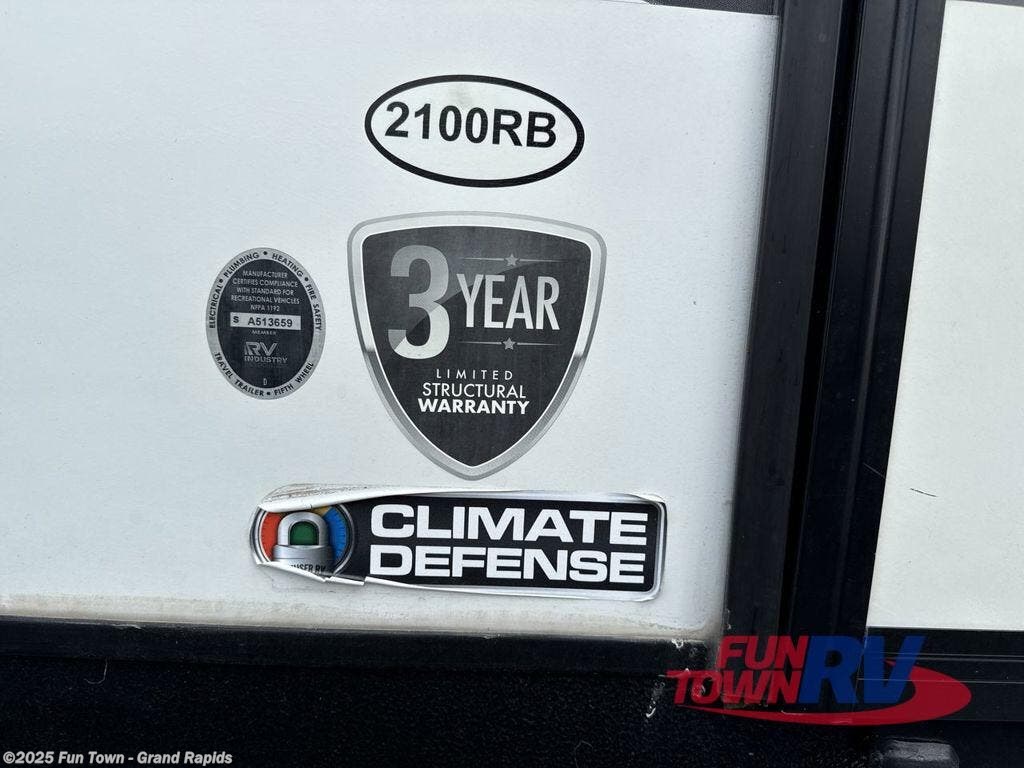 2100RB
3 YEAR
LIMITED
STRUCTURAL
WARRANTY
ELECTRICAL • PLUMBING • HEATING • FIRE SAFETY
MANUFACTURER
CERTIFIES COMPLIANCE
WITH STANDARD FOR
RECREATIONAL VEHICLES
NFPA 1192
S A513659
MEMBER
RV
INDUSTRY
D
TRAVEL TRAILER • FIFTH WHEEL
CLIMATE
DEFENSE
FUN
TOWN RV
©2025 Fun Town - Grand Rapids